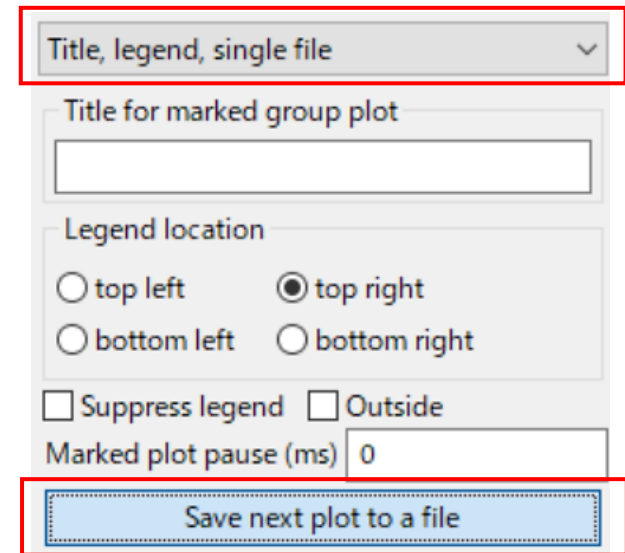 Title, legend, single file
Title for marked group plot
Legend location
top left top right
bottom left bottom right
Suppress legend Outside
Marked plot pause (ms) 0
Save next plot to a file